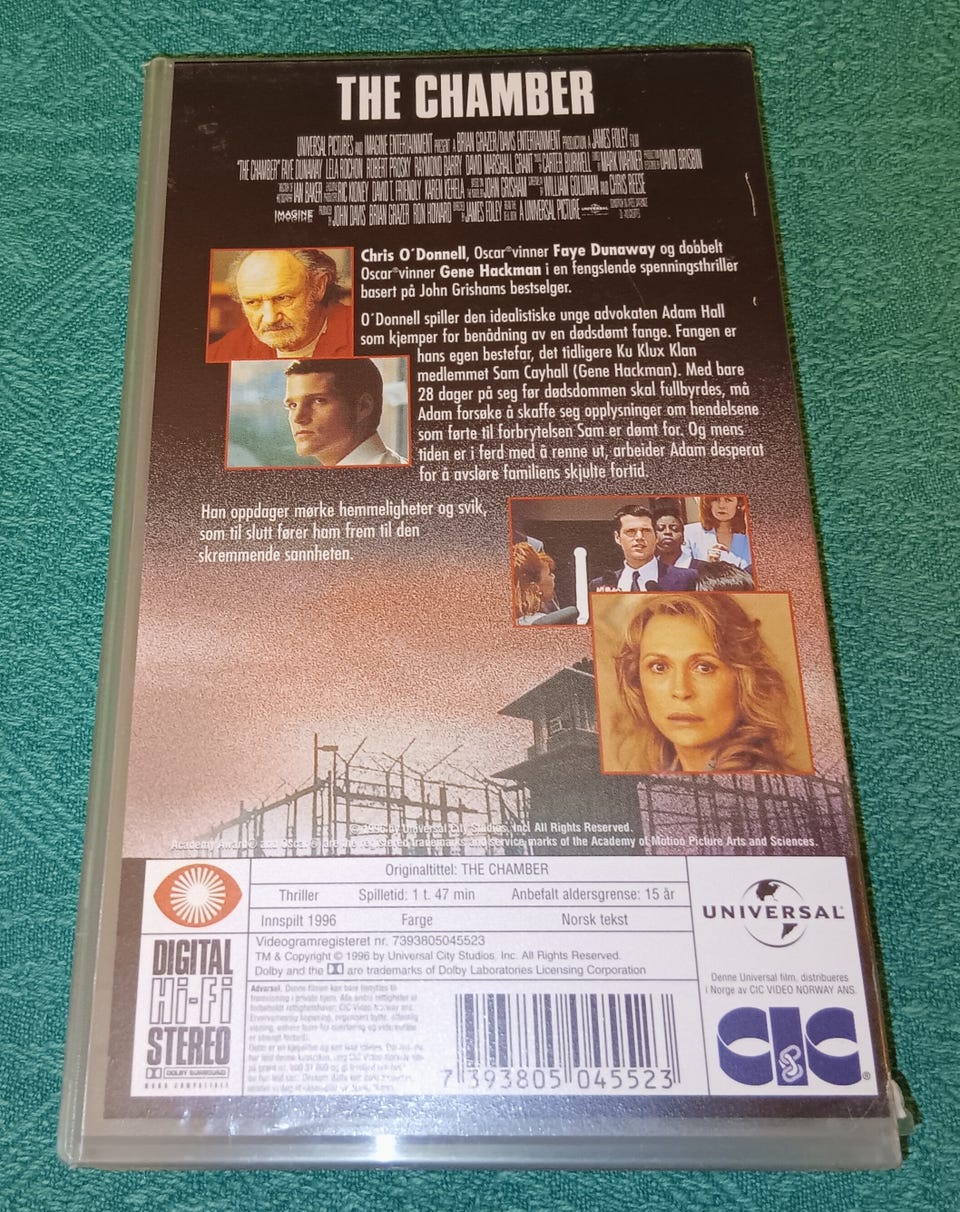 THE CHAMBER
UNIVERSAL PICTURES AND IMAGINE ENTERTAINMENT PRESENT A BRIAN GRAZER/DAVIS ENTERTAINMENT PRODUCTION A JAMES FOLEY FILM
"THE CHAMBER" FAYE DUNAWAY LELA ROCHON ROBERT PROSKY RAYMOND BARRY DAVID MARSHALL GRANT CARTER BURWELL MARK WARNER DAVID BRISBIN
IAN BAKER RIC KIDNEY DAVID T. FRIENDLY KAREN KEHELA JOHN GRISHAM WILLIAM GOLDMAN AND CHRIS REESE
IMAGINE JOHN DAVIS BRIAN GRAZER RON HOWARD JAMES FOLEY A UNIVERSAL PICTURE
Chris O´Donnell, Oscar®vinner Faye Dunaway og dobbelt
Oscar®vinner Gene Hackman i en fengslende spenningsthriller
basert på John Grishams bestselger.
O´Donnell spiller den idealistiske unge advokaten Adam Hall
som kjemper for benådning av en dødsdømt fange. Fangen er
hans egen bestefar, det tidligere Ku Klux Klan
medlemmet Sam Cayhall (Gene Hackman). Med bare
28 dager på seg før dødsdommen skal fullbyrdes, må
Adam forsøke å skaffe seg opplysninger om hendelsene
som førte til forbrytelsen Sam er dømt for. Og mens
tiden er i ferd med å renne ut, arbeider Adam desperat
for å avsløre familiens skjulte fortid.
Han oppdager mørke hemmeligheter og svik,
som til slutt fører ham frem til den
skremmende sannheten.
© 1996 by Universal City Studios, Inc. All Rights Reserved.
Academy Award® and Oscar® are the registered trademarks and service marks of the Academy of Motion Picture Arts and Sciences.
Originaltittel: THE CHAMBER
Thriller Spilletid: 1 t. 47 min Anbefalt aldersgrense: 15 år
Innspilt 1996 Farge Norsk tekst
Videogramregisteret nr. 7393805045523
TM & Copyright © 1996 by Universal City Studios, Inc. All Rights Reserved.
Dolby and the are trademarks of Dolby Laboratories Licensing Corporation
DIGITAL
Hi-Fi
STEREO
DOLBY SURROUND
MONO COMPATIBLE
Advarsel. Denne filmen kan bare benyttes til
7 393805 045523
UNIVERSAL
Denne Universal film distribueres
i Norge av CIC VIDEO NORWAY ANS.
CIC®